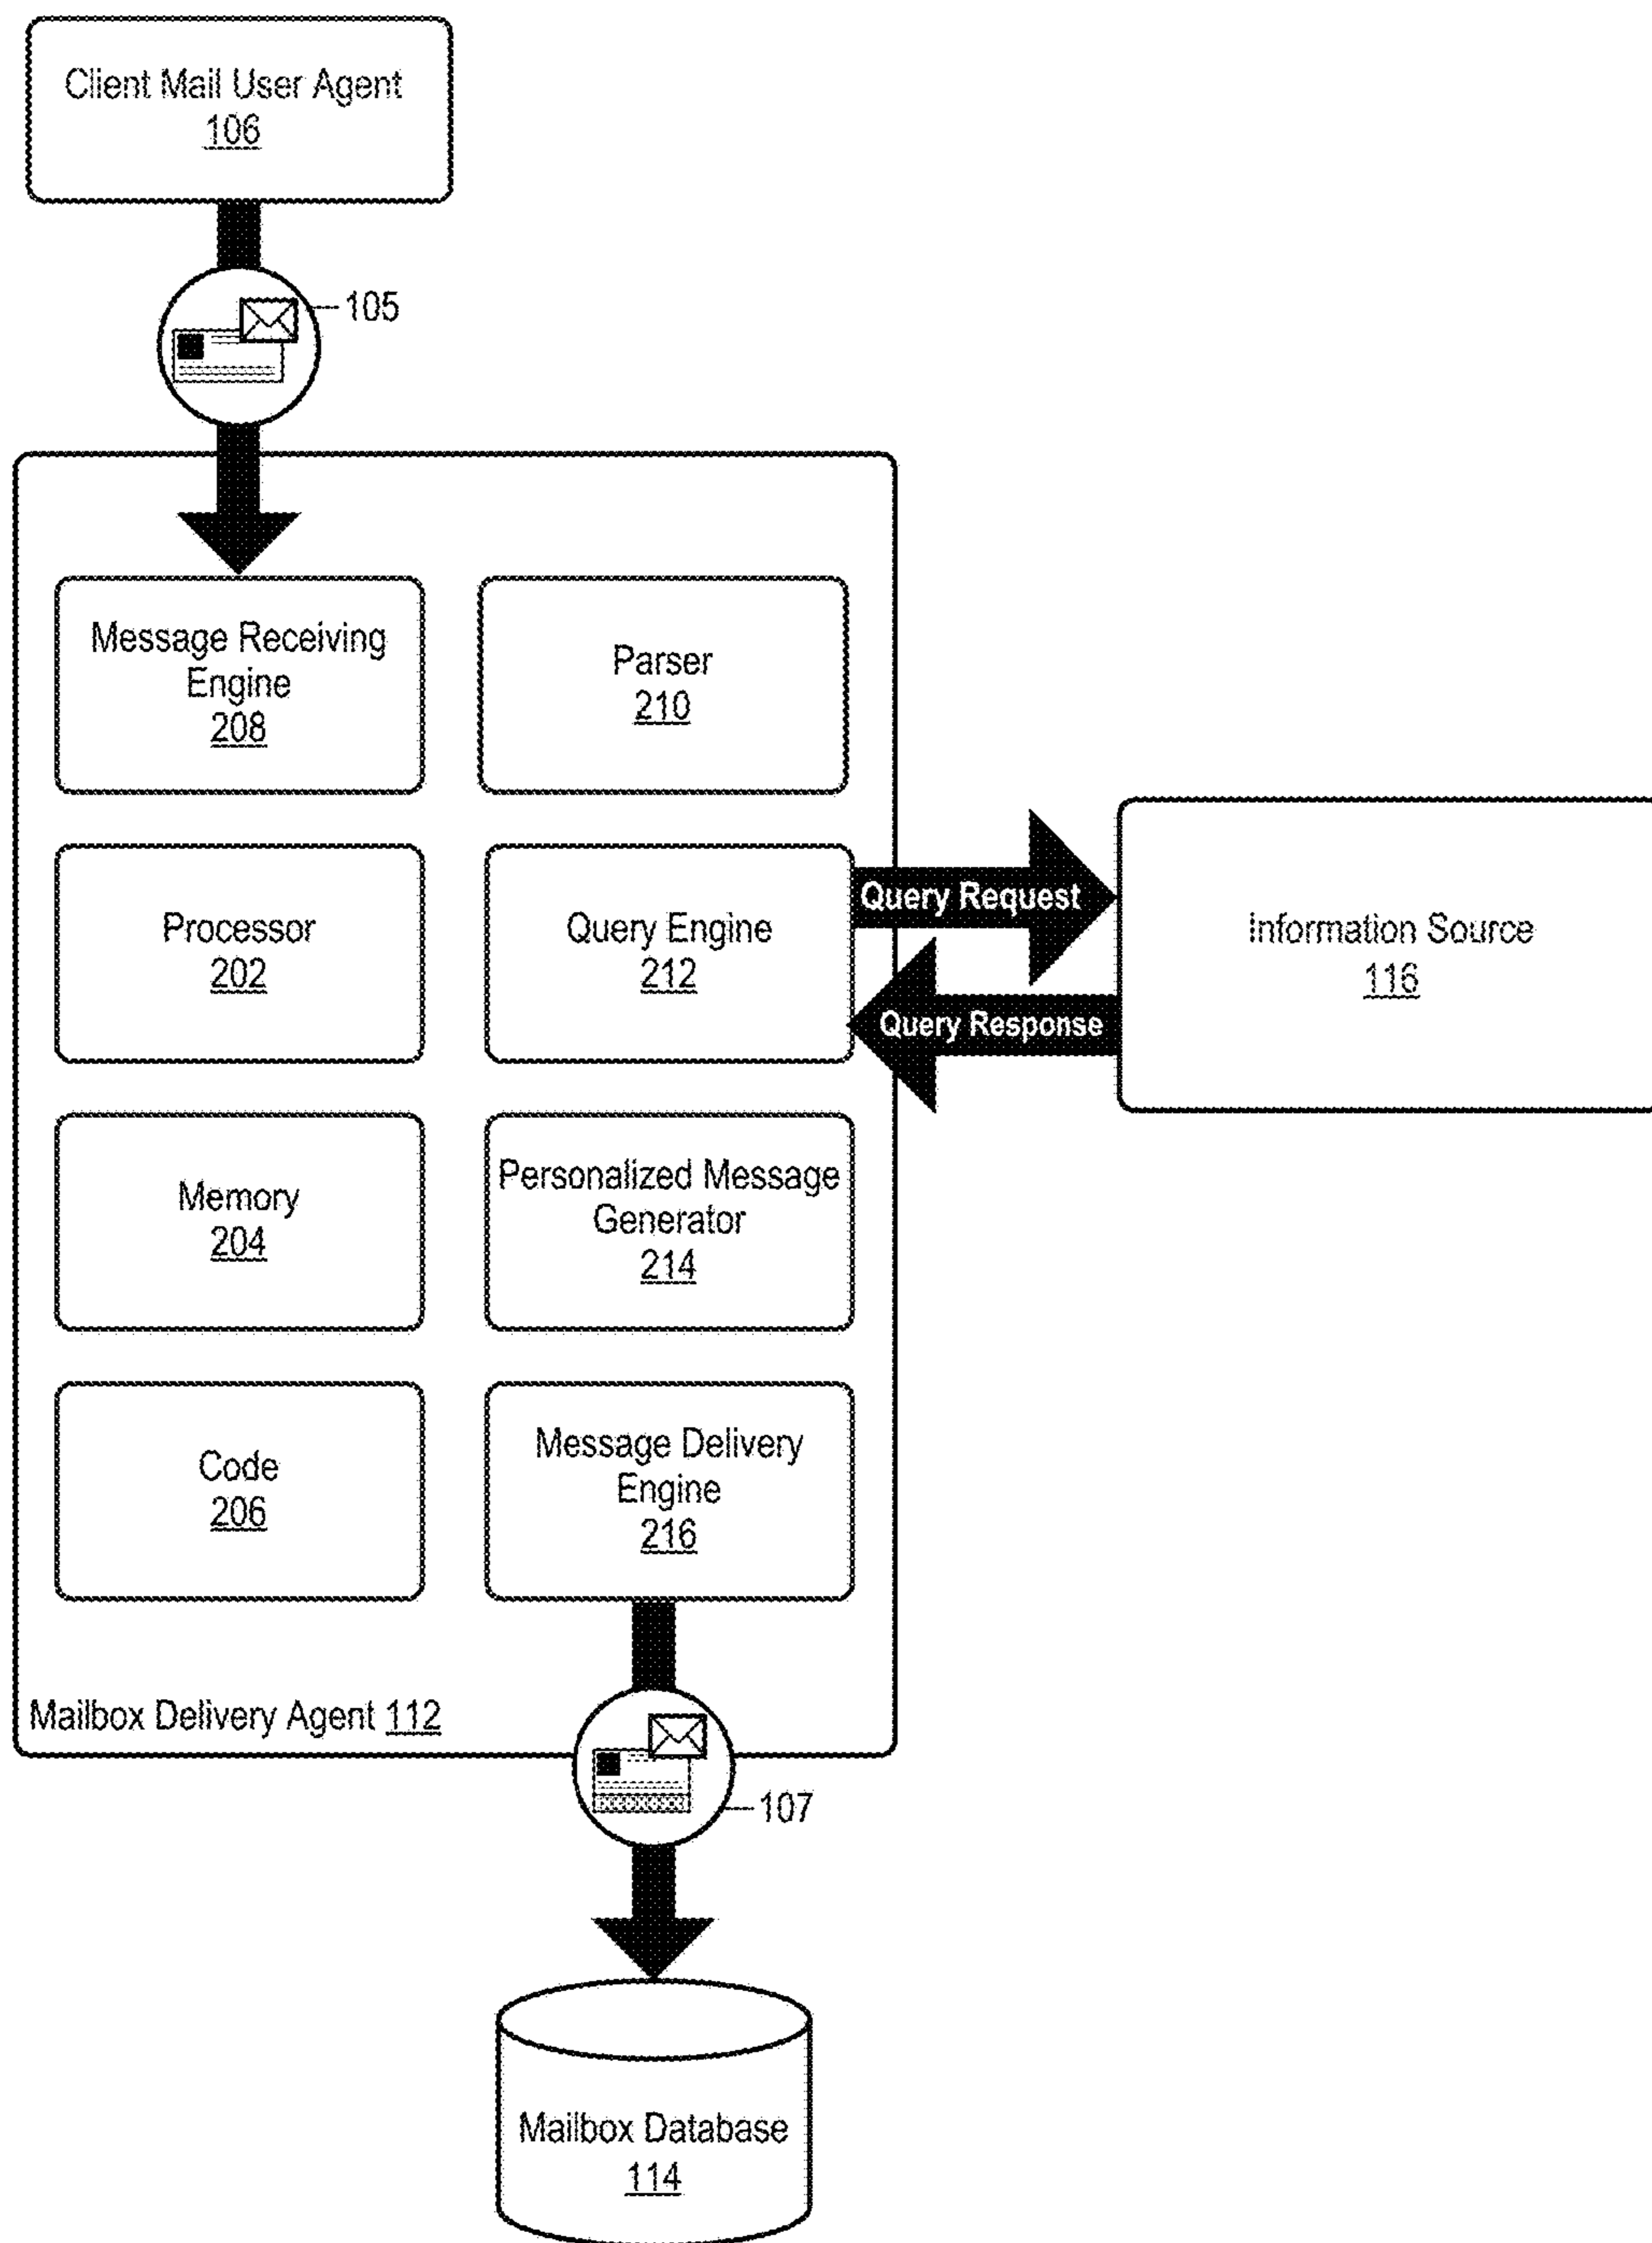 Client Mail User Agent
106
105
Message Receiving
Engine
208
Parser
210
Processor
202
Query Engine
212
Query Request
Query Response
Information Source
116
Memory
204
Personalized Message
Generator
214
Code
206
Message Delivery
Engine
216
Mailbox Delivery Agent 112
107
Mailbox Database
114